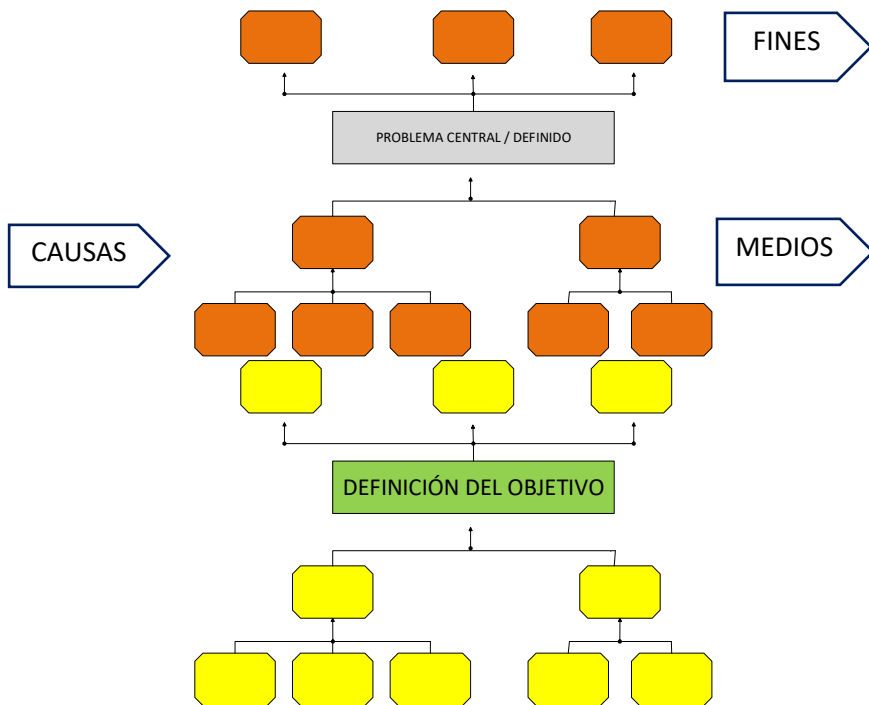 FINES
PROBLEMA CENTRAL / DEFINIDO
CAUSAS
MEDIOS
DEFINICIÓN DEL OBJETIVO